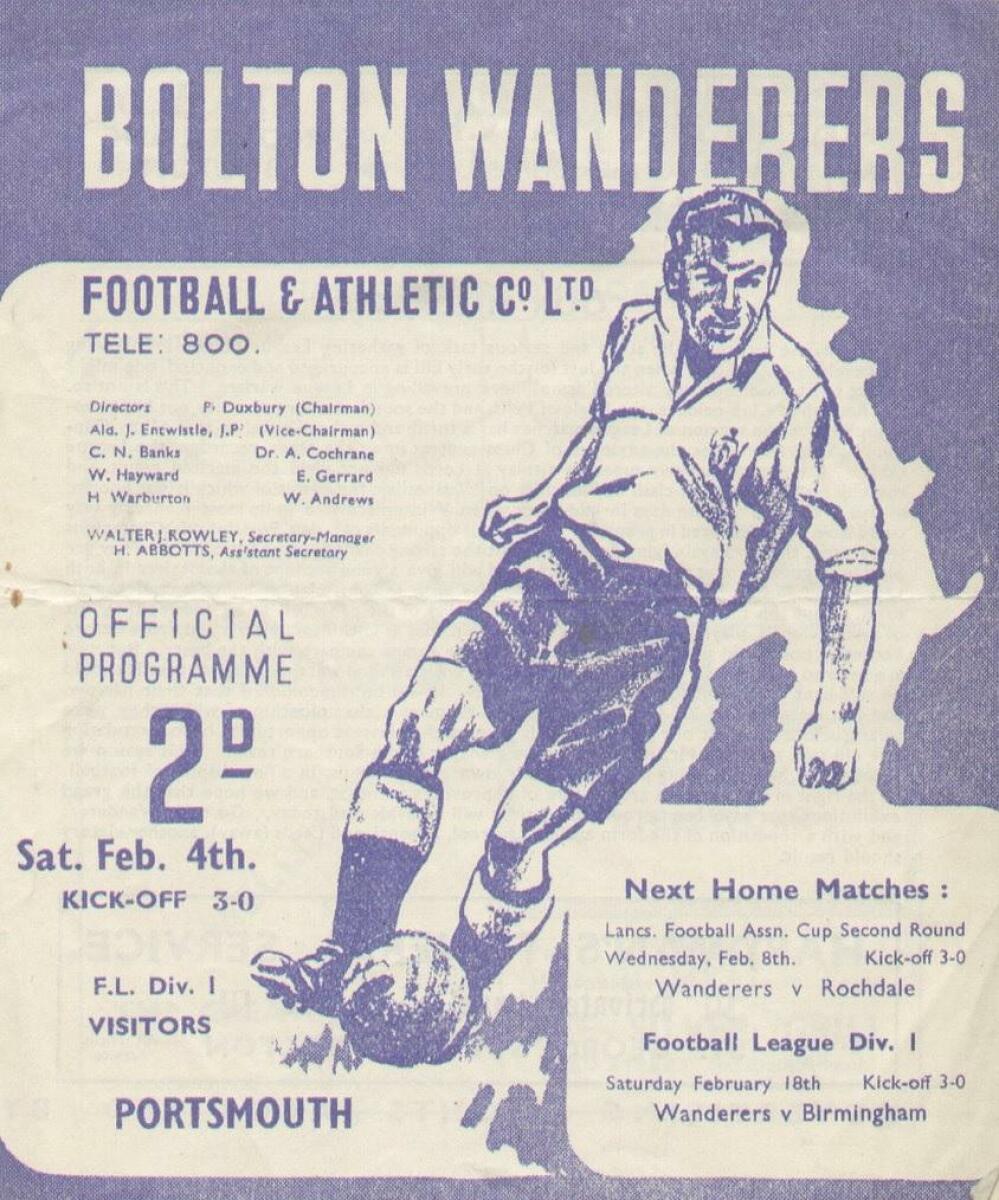 BOLTON WANDERERS
FOOTBALL & ATHLETIC Cº. LTD.
TELE: 800.
Directors P. Duxbury (Chairman)
Ald. J. Entwistle, J.P. (Vice-Chairman)
C. N. Banks Dr. A. Cochrane
W. Hayward E. Gerrard
H Warburton W. Andrews
WALTER J. ROWLEY, Secretary-Manager
H. ABBOTTS, Assistant Secretary
OFFICIAL
PROGRAMME
2D
Sat. Feb. 4th.
KICK-OFF 3-0
F.L. Div. I
VISITORS
PORTSMOUTH
Next Home Matches :
Lancs. Football Assn. Cup Second Round
Wednesday, Feb. 8th. Kick-off 3-0
Wanderers v Rochdale
Football League Div. I
Saturday February 18th Kick-off 3-0
Wanderers v Birmingham